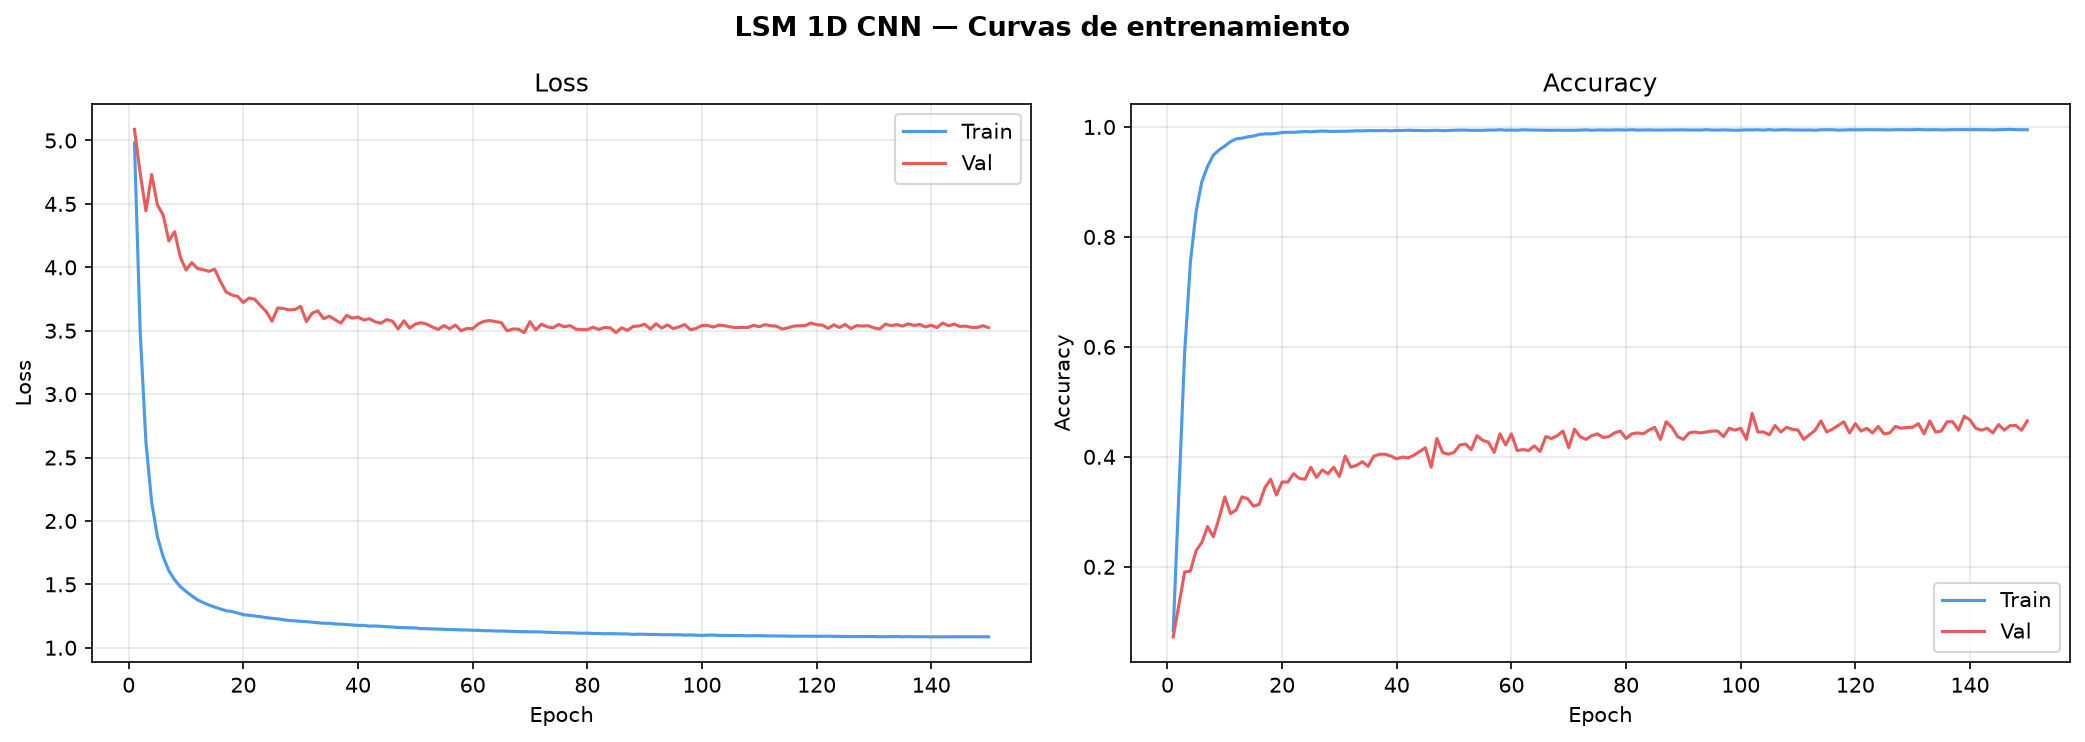 LSM 1D CNN — Curvas de entrenamiento
Loss
Train
Val
5.0
4.5
4.0
3.5
3.0
2.5
2.0
1.5
1.0
Loss
0 20 40 60 80 100 120 140
Epoch
Accuracy
1.0
0.8
0.6
0.4
0.2
Accuracy
Train
Val
0 20 40 60 80 100 120 140
Epoch